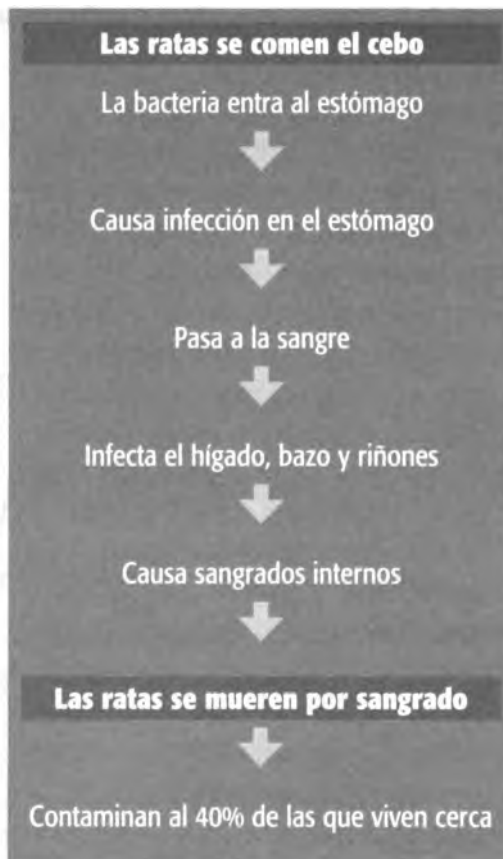 Las ratas se comen el cebo
La bacteria entra al estómago
Causa infección en el estómago
Pasa a la sangre
Infecta el hígado, bazo y riñones
Causa sangrados internos
Las ratas se mueren por sangrado
Contaminan al 40% de las que viven cerca